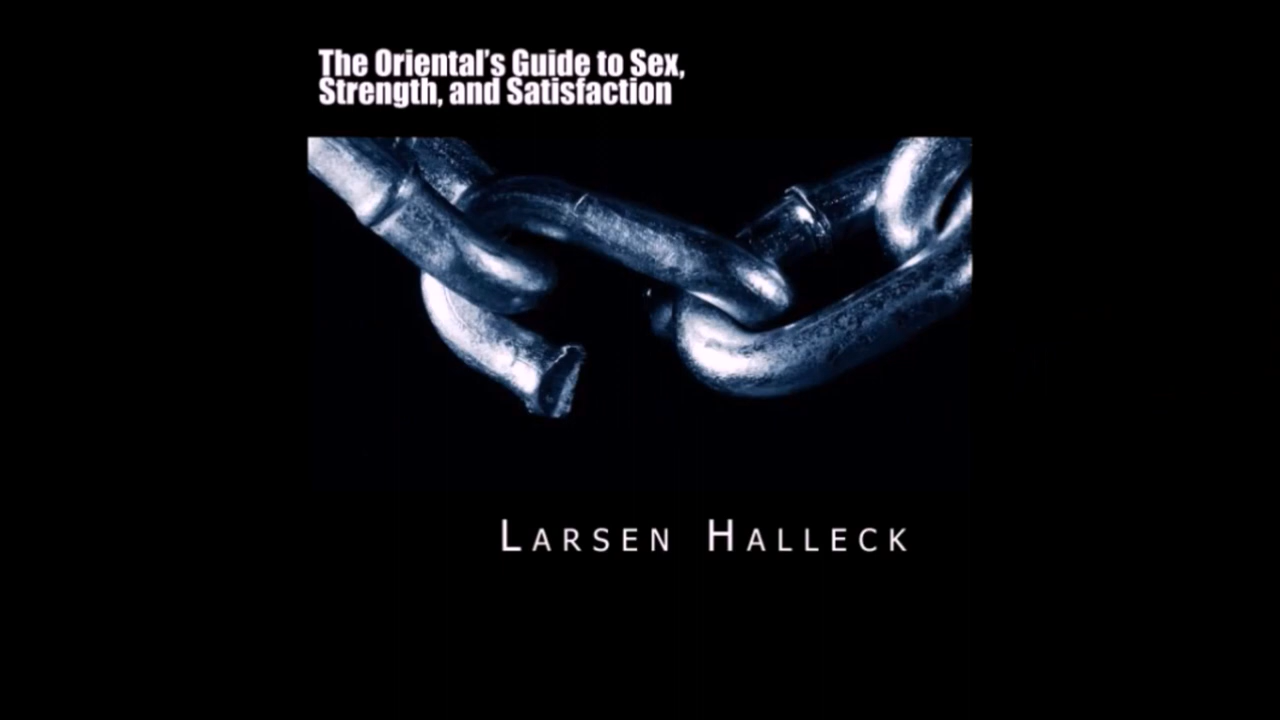 The Oriental's Guide to Sex,
Strength, and Satisfaction
LARSEN HALLECK